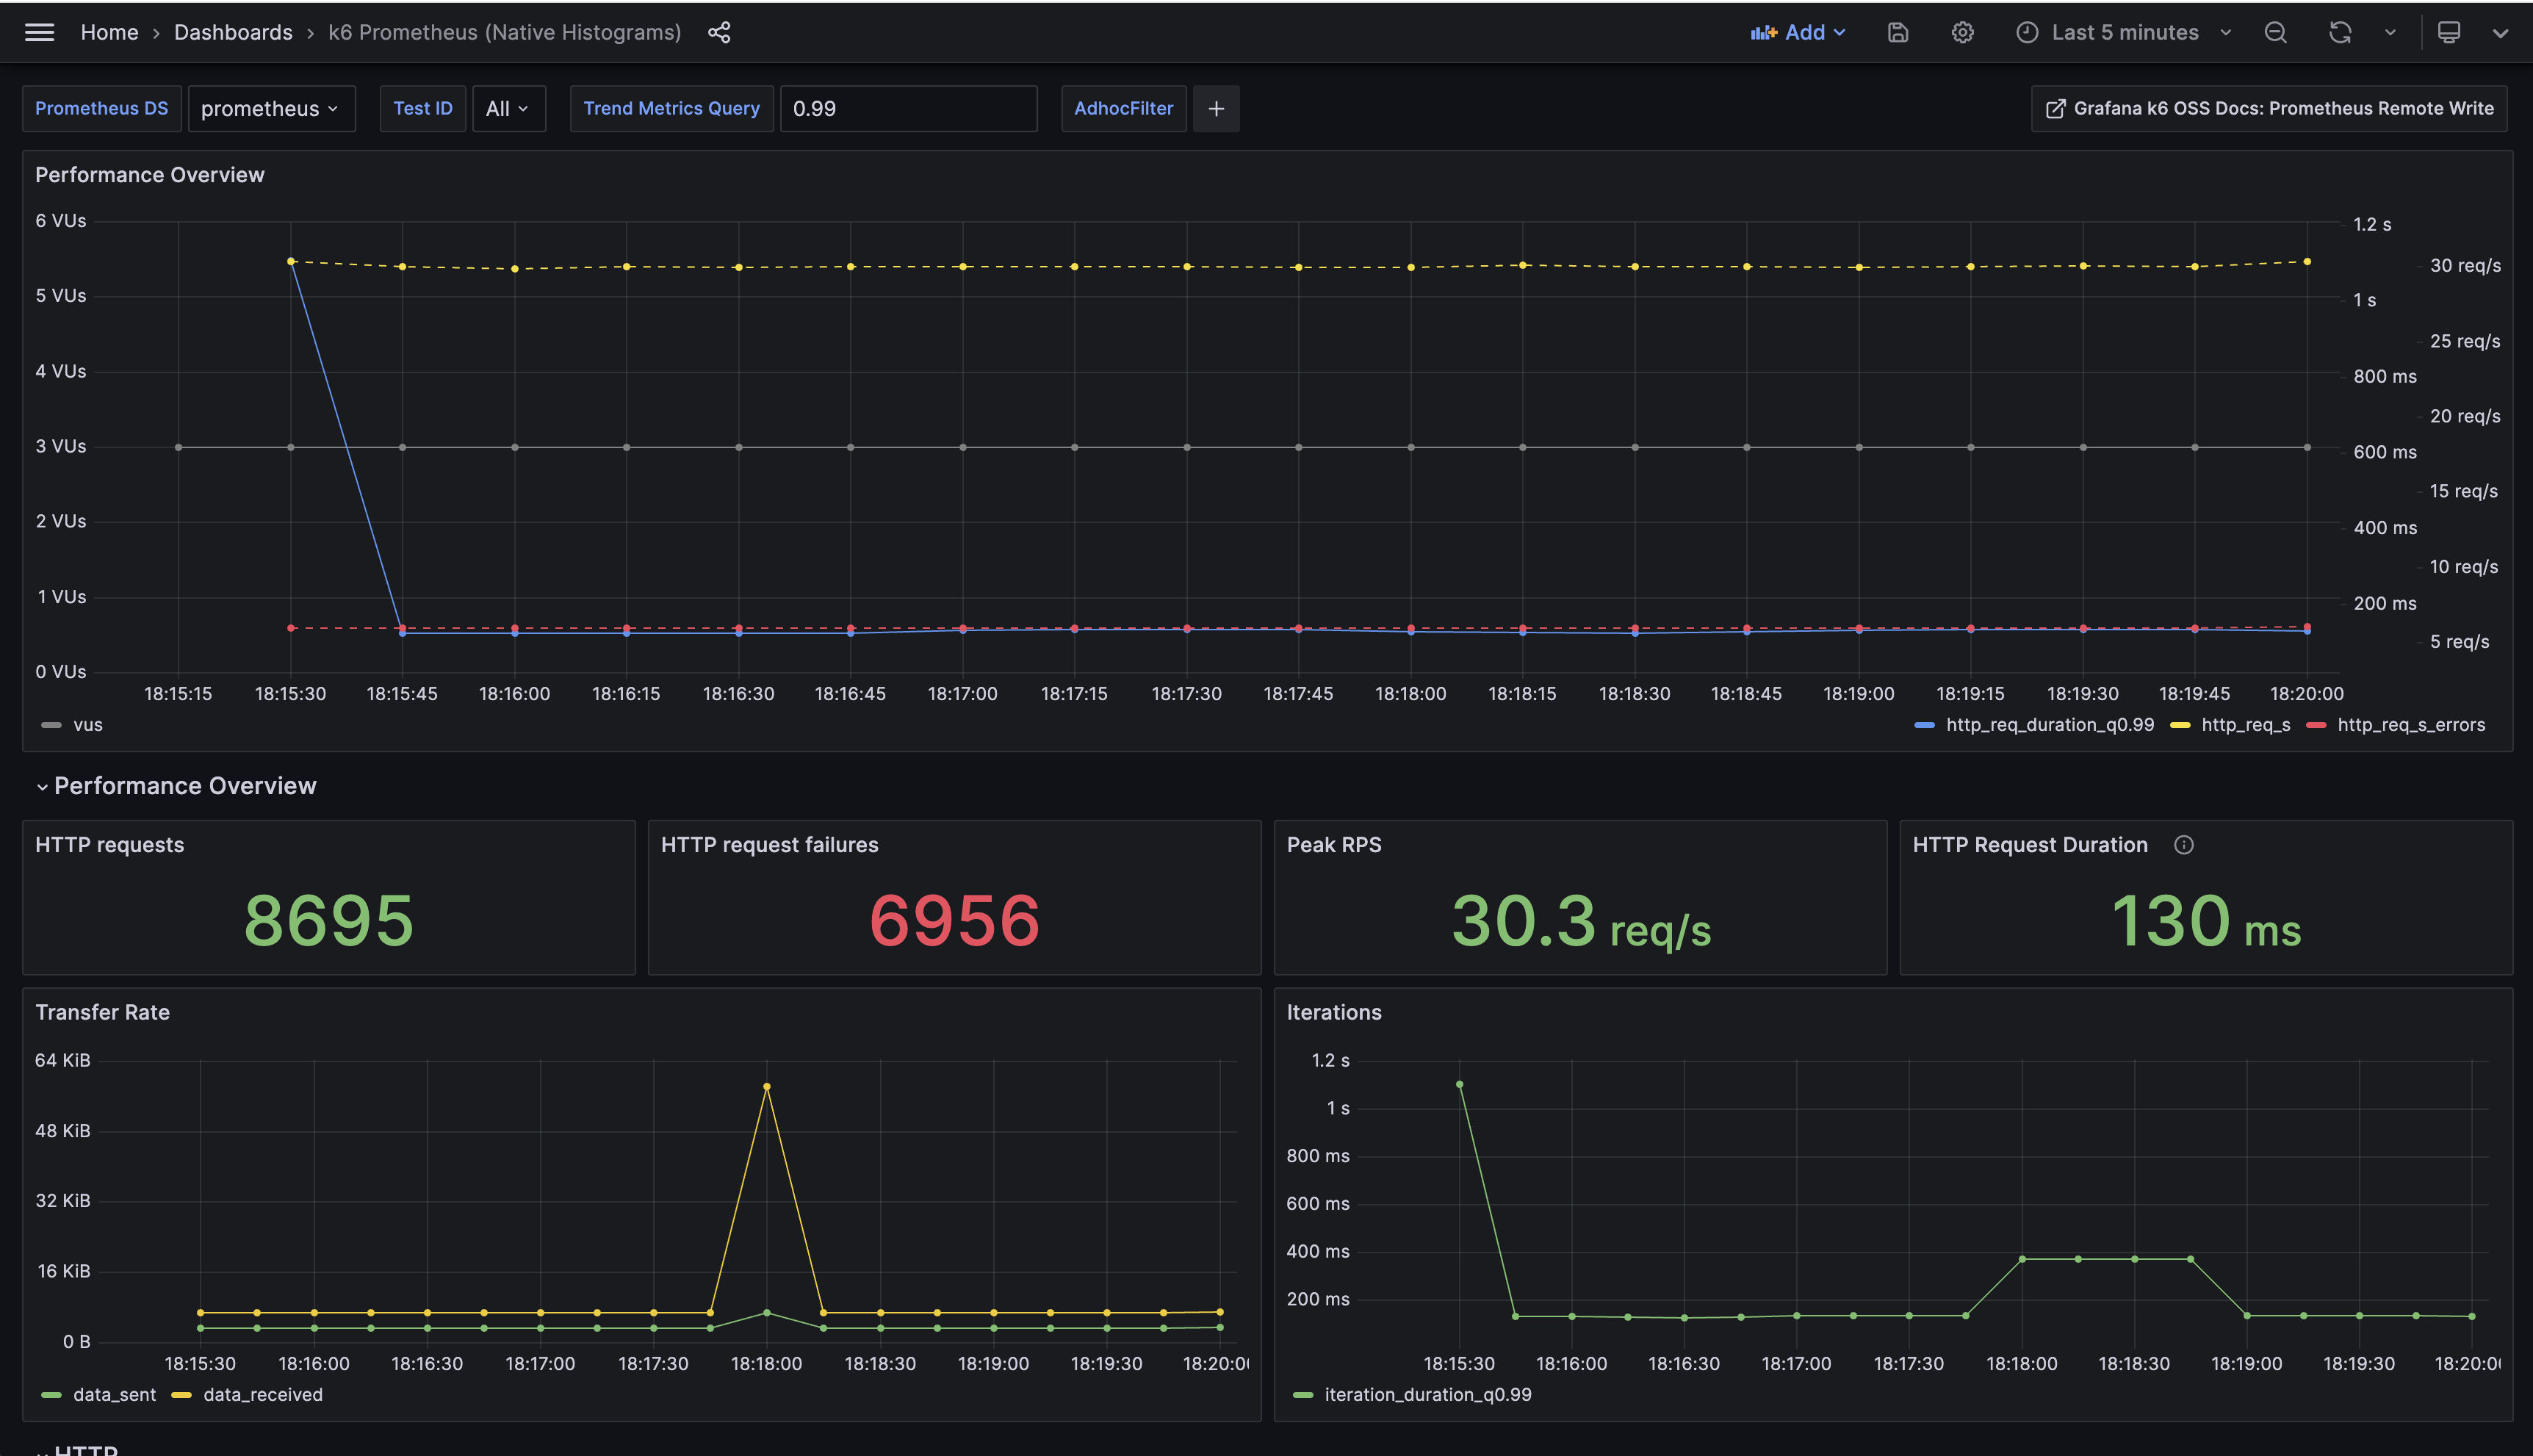 Home › Dashboards › k6 Prometheus (Native Histograms) Add Last 5 minutes
Prometheus DS prometheus Test ID All Trend Metrics Query 0.99 AdhocFilter + Grafana k6 OSS Docs: Prometheus Remote Write
Performance Overview
6 VUs
5 VUs
4 VUs
3 VUs
2 VUs
1 VUs
0 VUs
1.2 s
1 s
800 ms
600 ms
400 ms
200 ms
30 req/s
25 req/s
20 req/s
15 req/s
10 req/s
5 req/s
18:15:15 18:15:30 18:15:45 18:16:00 18:16:15 18:16:30 18:16:45 18:17:00 18:17:15 18:17:30 18:17:45 18:18:00 18:18:15 18:18:30 18:18:45 18:19:00 18:19:15 18:19:30 18:19:45 18:20:00
vus http_req_duration_q0.99 http_req_s http_req_s_errors
Performance Overview
HTTP requests
8695
HTTP request failures
6956
Peak RPS
30.3 req/s
HTTP Request Duration
130 ms
Transfer Rate
64 KiB
48 KiB
32 KiB
16 KiB
0 B
18:15:30 18:16:00 18:16:30 18:17:00 18:17:30 18:18:00 18:18:30 18:19:00 18:19:30 18:20:00
data_sent data_received
Iterations
1.2 s
1 s
800 ms
600 ms
400 ms
200 ms
18:15:30 18:16:00 18:16:30 18:17:00 18:17:30 18:18:00 18:18:30 18:19:00 18:19:30 18:20:00
iteration_duration_q0.99
HTTP